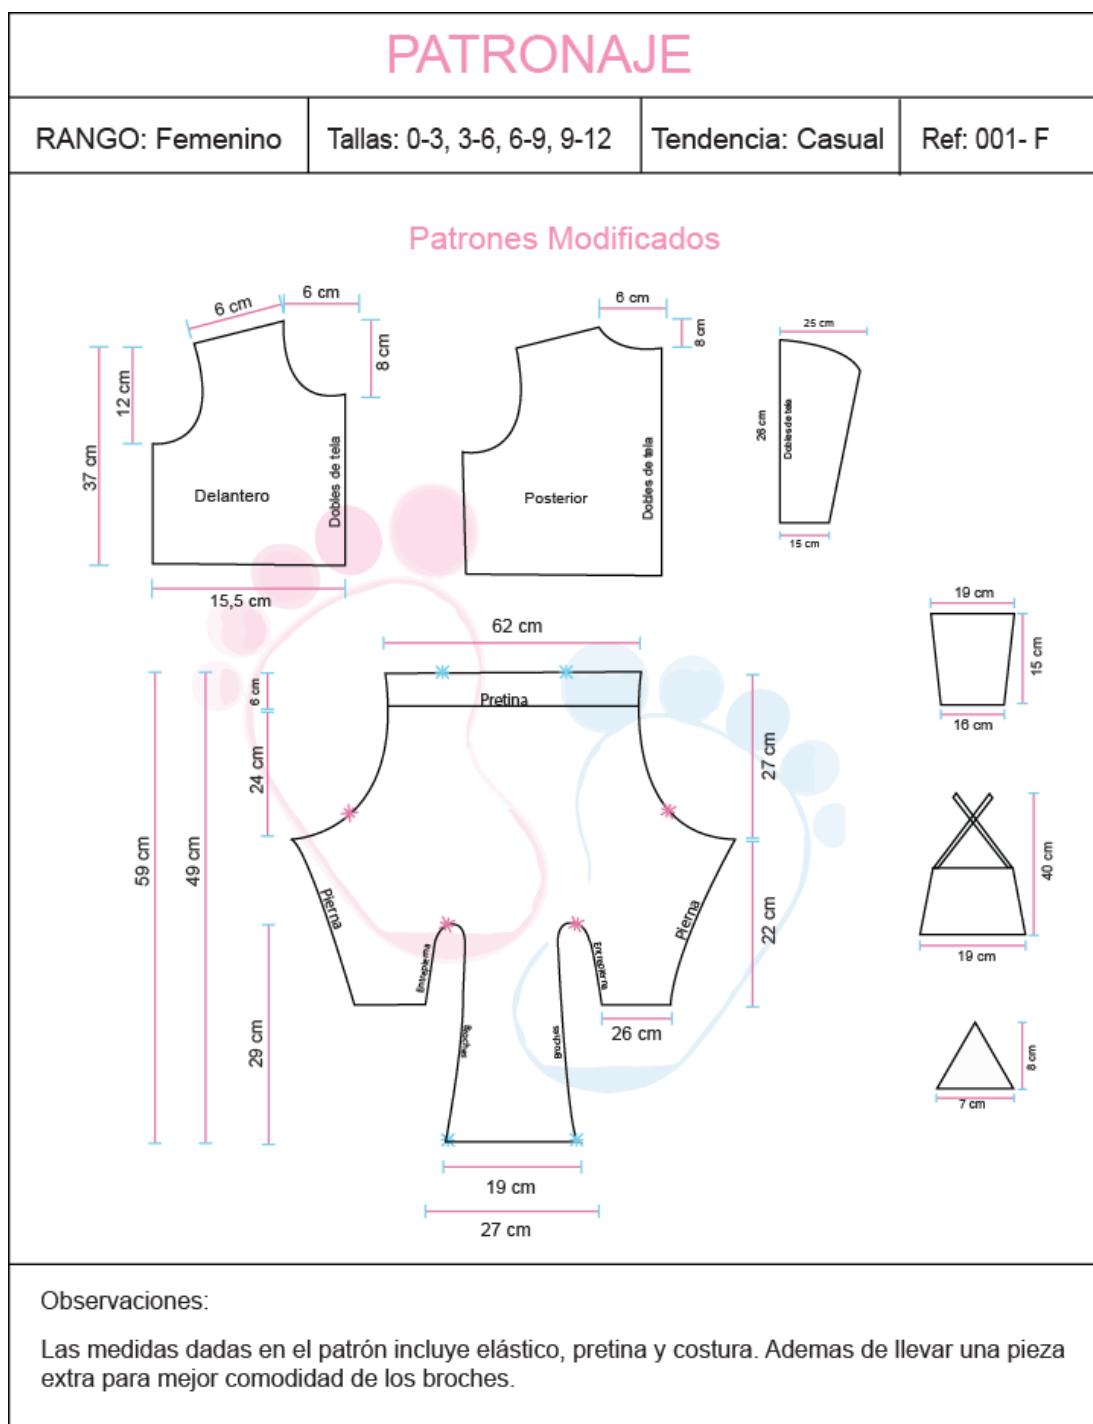 PATRONAJE
RANGO: Femenino
Tallas: 0-3, 3-6, 6-9, 9-12
Tendencia: Casual
Ref: 001- F
Patrones Modificados
6 cm
6 cm
8 cm
12 cm
37 cm
Delantero
Dobles de tela
15,5 cm
6 cm
8 cm
Posterior
Dobles de tela
25 cm
26 cm
Dobles de tela
15 cm
62 cm
Pretina
6 cm
24 cm
59 cm
49 cm
29 cm
27 cm
22 cm
Pierna
Pierna
Entrepierna
Entrepierna
Broches
Broches
26 cm
19 cm
27 cm
19 cm
15 cm
16 cm
40 cm
19 cm
8 cm
7 cm
Observaciones:
Las medidas dadas en el patrón incluye elástico, pretina y costura. Ademas de llevar una pieza
extra para mejor comodidad de los broches.